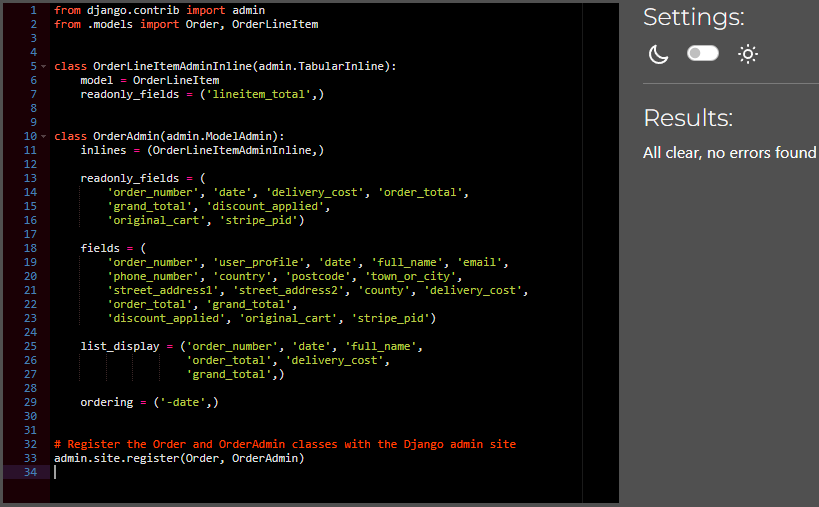 1 from django.contrib import admin
2 from .models import Order, OrderLineItem
3
4
5 class OrderLineItemAdminInline(admin.TabularInline):
6     model = OrderLineItem
7     readonly_fields = ('lineitem_total',)
8
9
10 class OrderAdmin(admin.ModelAdmin):
11     inlines = (OrderLineItemAdminInline,)
12
13     readonly_fields = (
14         'order_number', 'date', 'delivery_cost', 'order_total',
15         'grand_total', 'discount_applied',
16         'original_cart', 'stripe_pid')
17
18     fields = (
19         'order_number', 'user_profile', 'date', 'full_name', 'email',
20         'phone_number', 'country', 'postcode', 'town_or_city',
21         'street_address1', 'street_address2', 'county', 'delivery_cost',
22         'order_total', 'grand_total',
23         'discount_applied', 'original_cart', 'stripe_pid')
24
25     list_display = ('order_number', 'date', 'full_name',
26                     'order_total', 'delivery_cost',
27                     'grand_total',)
28
29     ordering = ('-date',)
30
31
32 # Register the Order and OrderAdmin classes with the Django admin site
33 admin.site.register(Order, OrderAdmin)
34
Settings:
Results:
All clear, no errors found